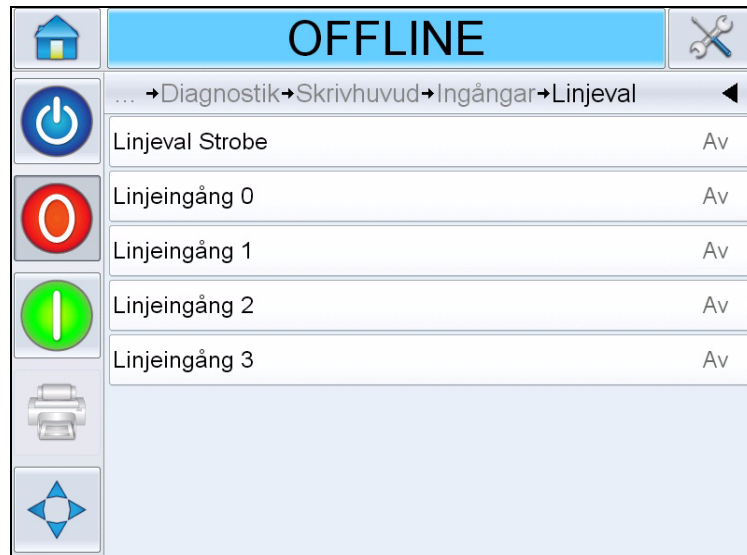 OFFLINE
... →Diagnostik→Skrivhuvud→Ingångar→Linjeval
Linjeval Strobe Av
Linjeingång 0 Av
Linjeingång 1 Av
Linjeingång 2 Av
Linjeingång 3 Av